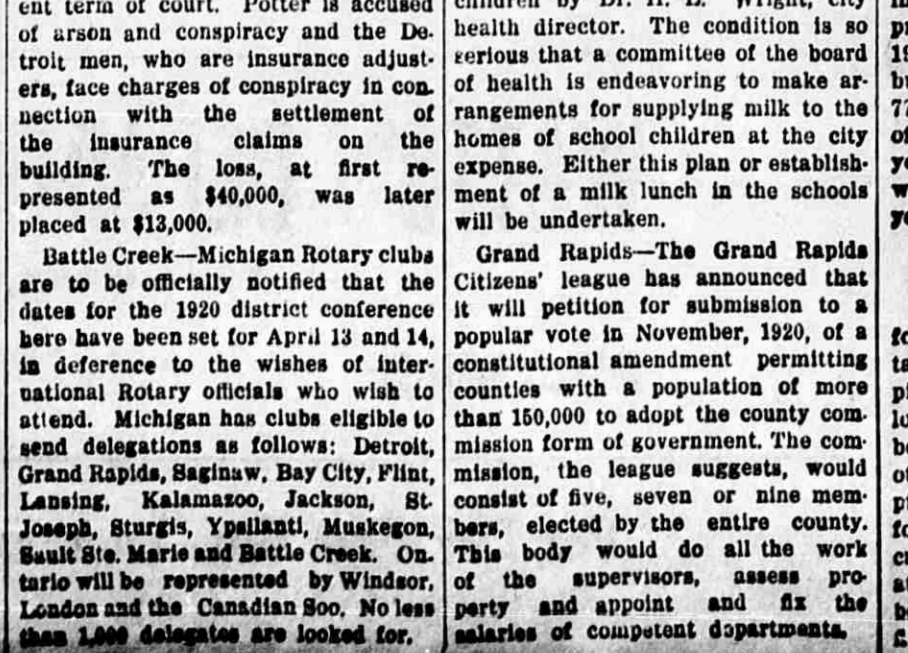 ent term of court. Potter is accused
of arson and conspiracy and the De-
troit men, who are insurance adjust-
ers, face charges of conspiracy in con-
nection with the settlement of
the insurance claims on the
building. The loss, at first re-
presented as $40,000, was later
placed at $13,000.
Battle Creek—Michigan Rotary clubs
are to be officially notified that the
dates for the 1920 district conference
here have been set for April 13 and 14,
in deference to the wishes of inter-
national Rotary officials who wish to
attend. Michigan has clubs eligible to
send delegations as follows: Detroit,
Grand Rapids, Saginaw, Bay City, Flint,
Lansing, Kalamazoo, Jackson, St.
Joseph, Sturgis, Ypsilanti, Muskegon,
Sault Ste. Marie and Battle Creek. On-
tario will be represented by Windsor,
London and the Canadian Soo. No less
than 1,000 delegates are looked for.
children by Dr. Wright, city
health director. The condition is so
serious that a committee of the board
of health is endeavoring to make ar-
rangements for supplying milk to the
homes of school children at the city
expense. Either this plan or establish-
ment of a milk lunch in the schools
will be undertaken.
Grand Rapids—The Grand Rapids
Citizens' league has announced that
it will petition for submission to a
popular vote in November, 1920, of a
constitutional amendment permitting
counties with a population of more
than 150,000 to adopt the county com-
mission form of government. The com-
mission, the league suggests, would
consist of five, seven or nine mem-
bers, elected by the entire county.
This body would do all the work
of the supervisors, assess pro-
perty and appoint and fix the
salaries of competent departments.